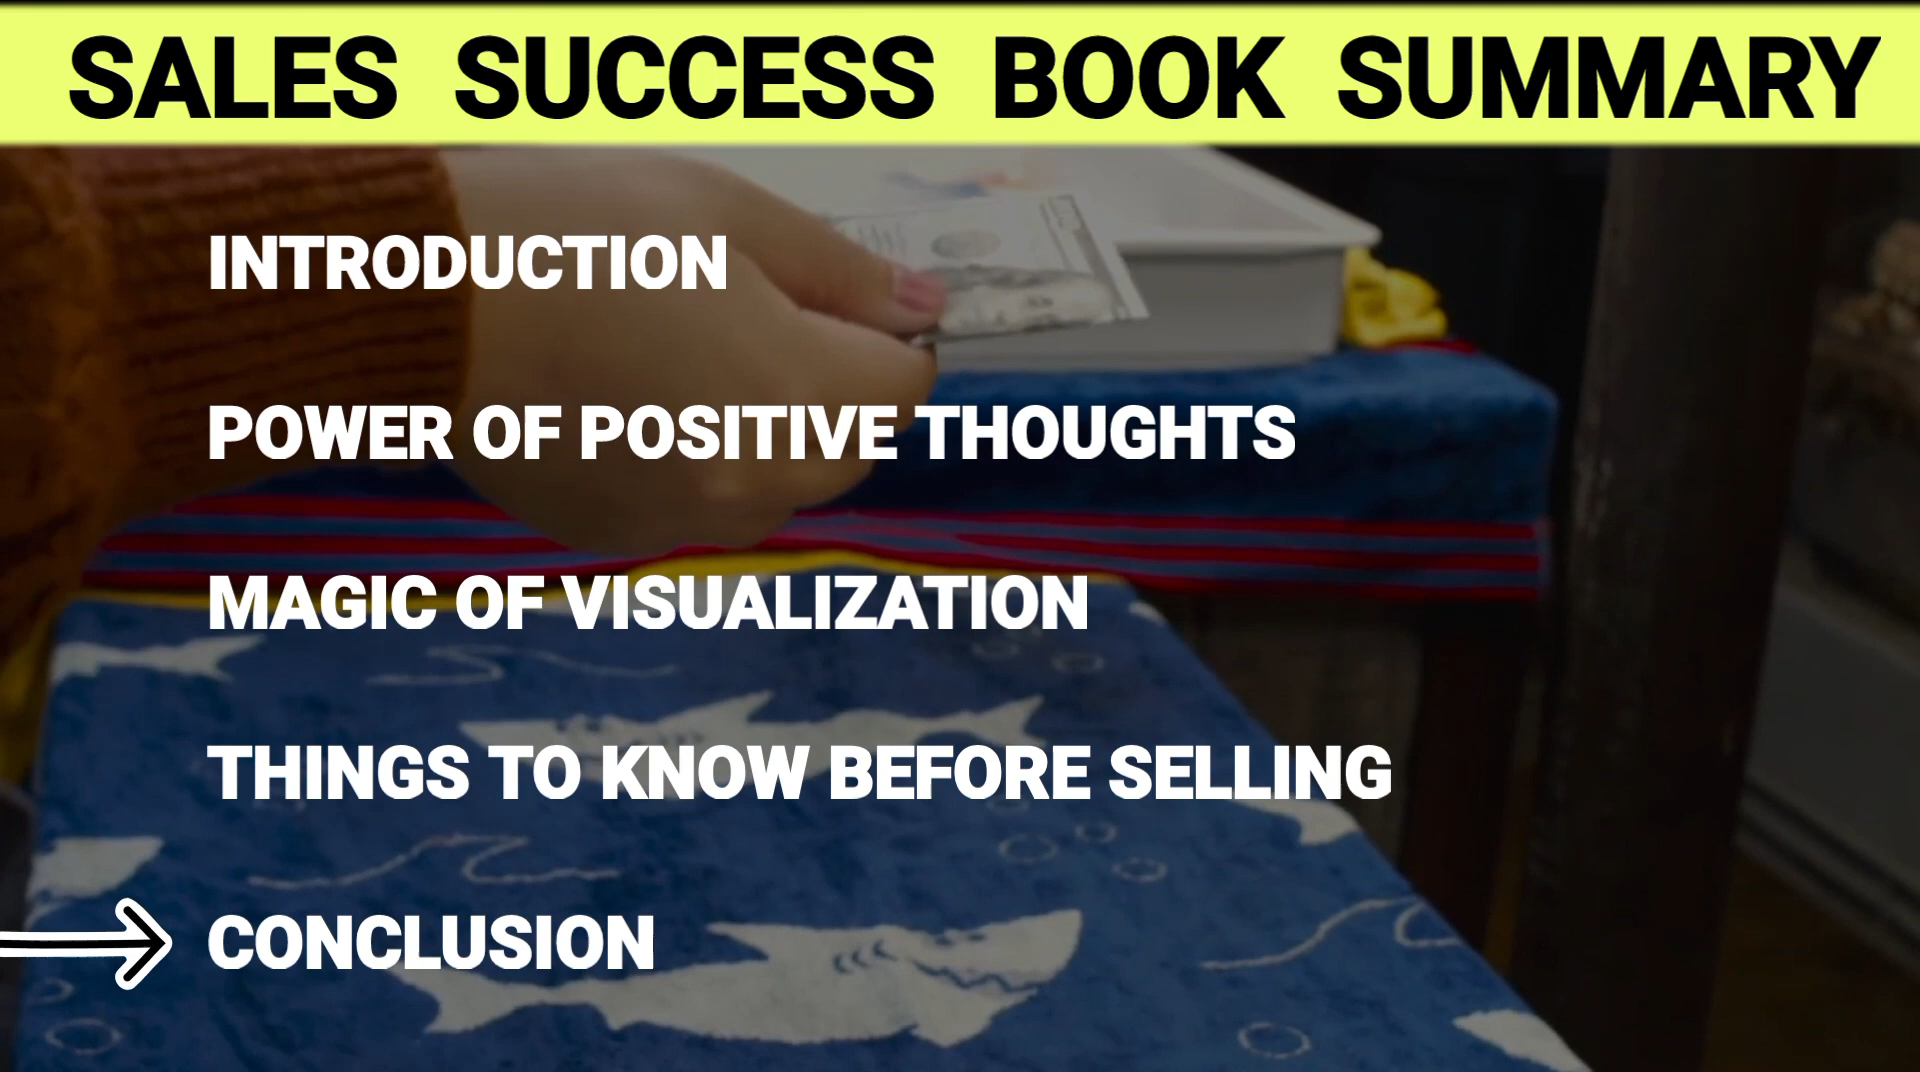 SALES SUCCESS BOOK SUMMARY
INTRODUCTION
POWER OF POSITIVE THOUGHTS
MAGIC OF VISUALIZATION
THINGS TO KNOW BEFORE SELLING
CONCLUSION